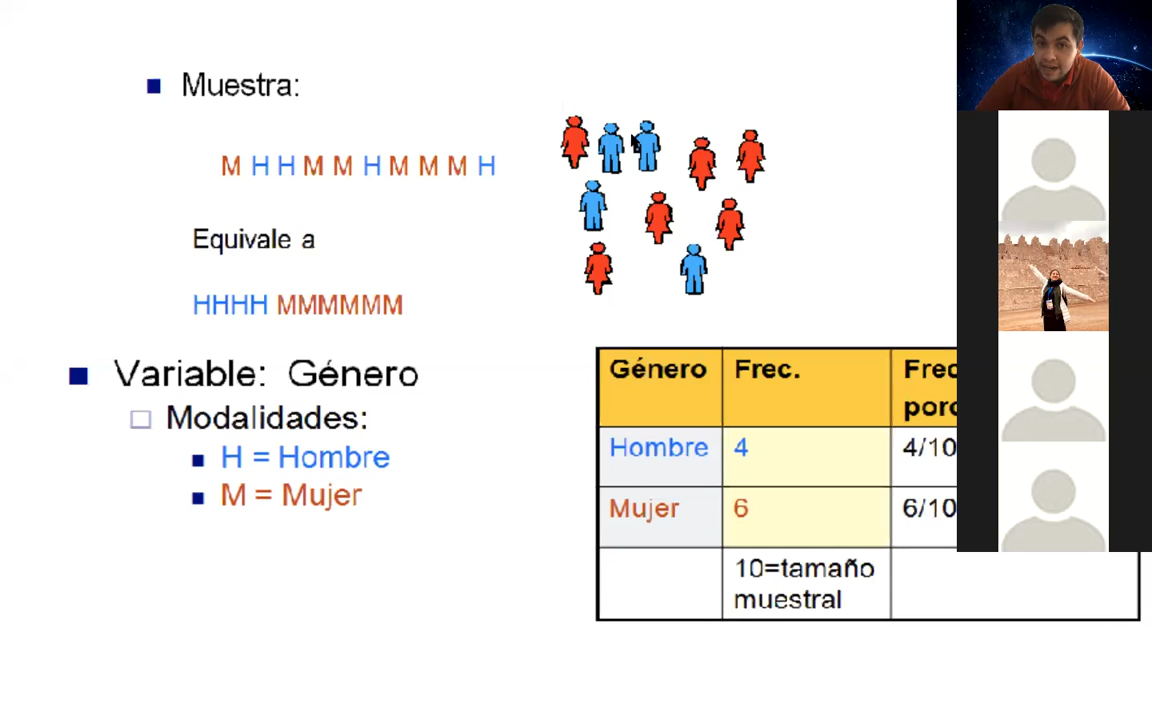 Muestra:
M H H M M H M M M H
Equivale a
HHHH MMMMMM
Variable: Género
Modalidades:
H = Hombre
M = Mujer
Género Frec.
Hombre 4 4/10
Mujer 6 6/10
10=tamaño
muestral